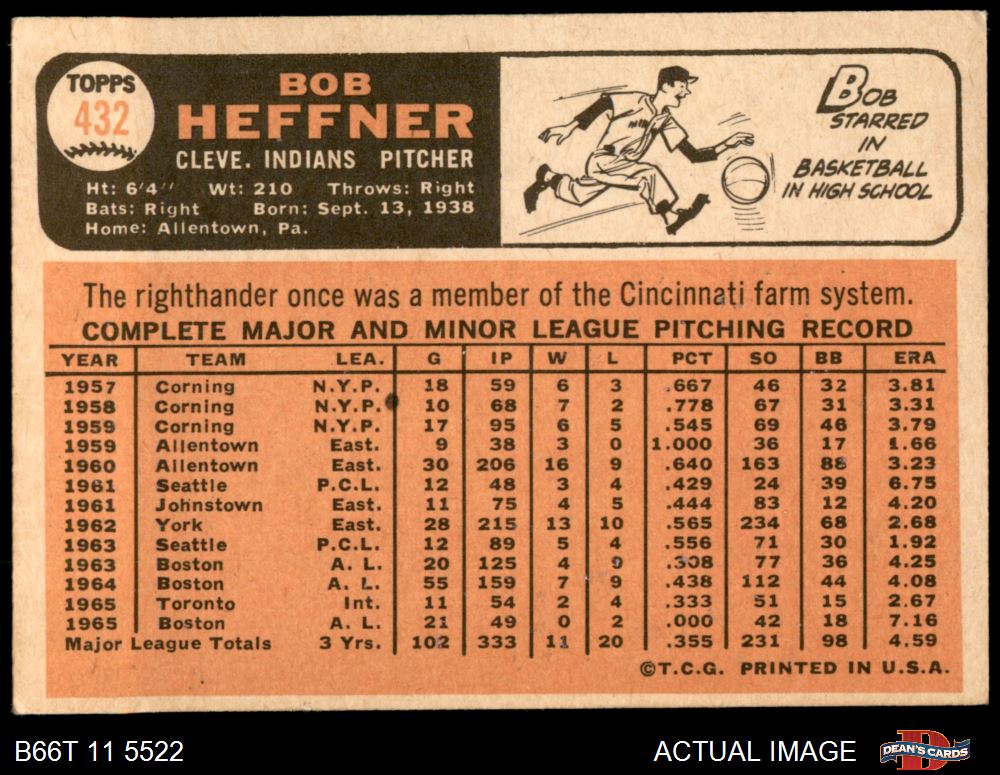 TOPPS
432
BOB
HEFFNER
CLEVE. INDIANS PITCHER
Ht: 6'4" Wt: 210 Throws: Right
Bats: Right Born: Sept. 13, 1938
Home: Allentown, Pa.
BOB
STARRED
IN
BASKETBALL
IN HIGH SCHOOL
The righthander once was a member of the Cincinnati farm system.
COMPLETE MAJOR AND MINOR LEAGUE PITCHING RECORD
YEAR TEAM LEA. G IP W L PCT SO BB ERA
1957 Corning N.Y.P. 18 59 6 3 .667 46 32 3.81
1958 Corning N.Y.P. 10 68 7 2 .778 67 31 3.31
1959 Corning N.Y.P. 17 95 6 5 .545 69 46 3.79
1959 Allentown East. 9 38 3 0 1.000 36 17 1.66
1960 Allentown East. 30 206 16 9 .640 163 88 3.23
1961 Seattle P.C.L. 12 48 3 4 .429 24 39 6.75
1961 Johnstown East. 11 75 4 5 .444 83 12 4.20
1962 York East. 28 215 13 10 .565 234 68 2.68
1963 Seattle P.C.L. 12 89 5 4 .556 71 30 1.92
1963 Boston A. L. 20 125 4 9 .308 77 36 4.25
1964 Boston A. L. 55 159 7 9 .438 112 44 4.08
1965 Toronto Int. 11 54 2 4 .333 51 15 2.67
1965 Boston A. L. 21 49 0 2 .000 42 18 7.16
Major League Totals 3 Yrs. 102 333 11 20 .355 231 98 4.59
©T.C.G. PRINTED IN U.S.A.
B66T 11 5522 ACTUAL IMAGE DEAN'S CARDS